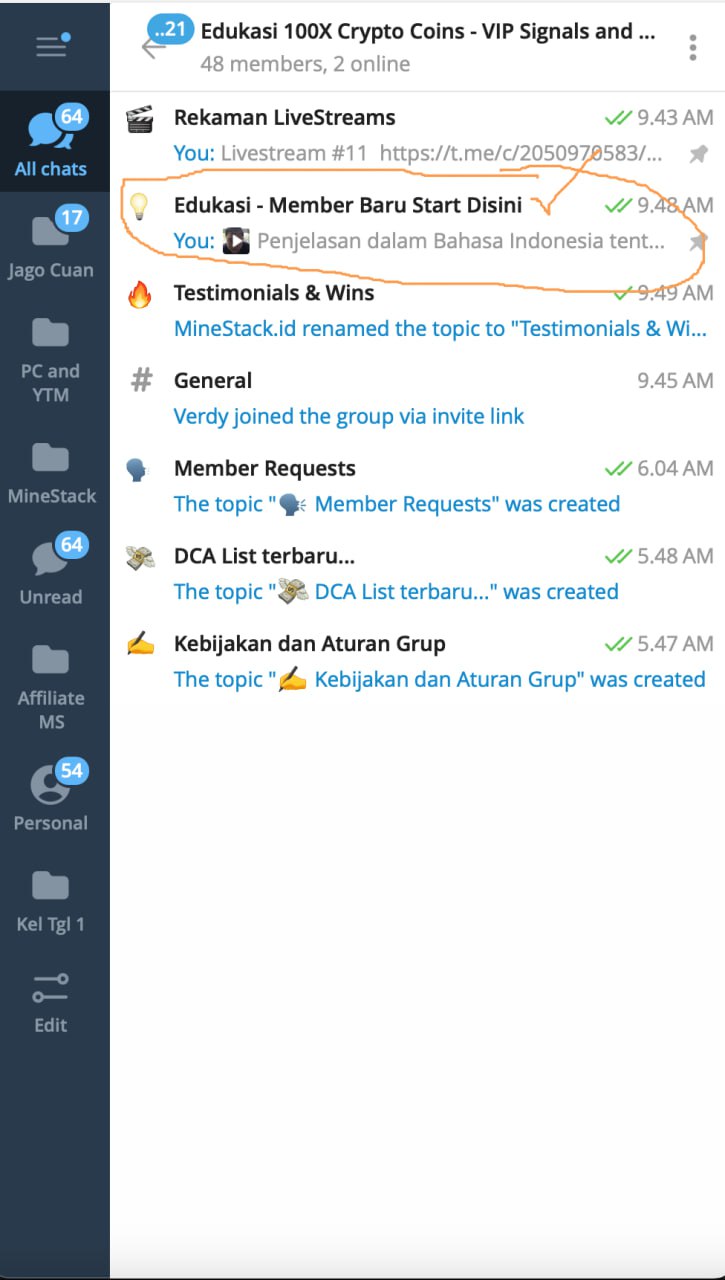 ..21
Edukasi 100X Crypto Coins - VIP Signals and ...
48 members, 2 online
64
All chats
17
Jago Cuan
PC and
YTM
MineStack
64
Unread
Affiliate
MS
54
Personal
Kel Tgl 1
Edit
Rekaman LiveStreams
9.43 AM
You: Livestream #11 https://t.me/c/2050970583/...
Edukasi - Member Baru Start Disini
9.48 AM
You: Penjelasan dalam Bahasa Indonesia tent...
Testimonials & Wins
9.49 AM
MineStack.id renamed the topic to "Testimonials & Wi...
# General
9.45 AM
Verdy joined the group via invite link
Member Requests
6.04 AM
The topic "🗣 Member Requests" was created
DCA List terbaru...
5.48 AM
The topic "💸 DCA List terbaru..." was created
Kebijakan dan Aturan Grup
5.47 AM
The topic "✍ Kebijakan dan Aturan Grup" was created